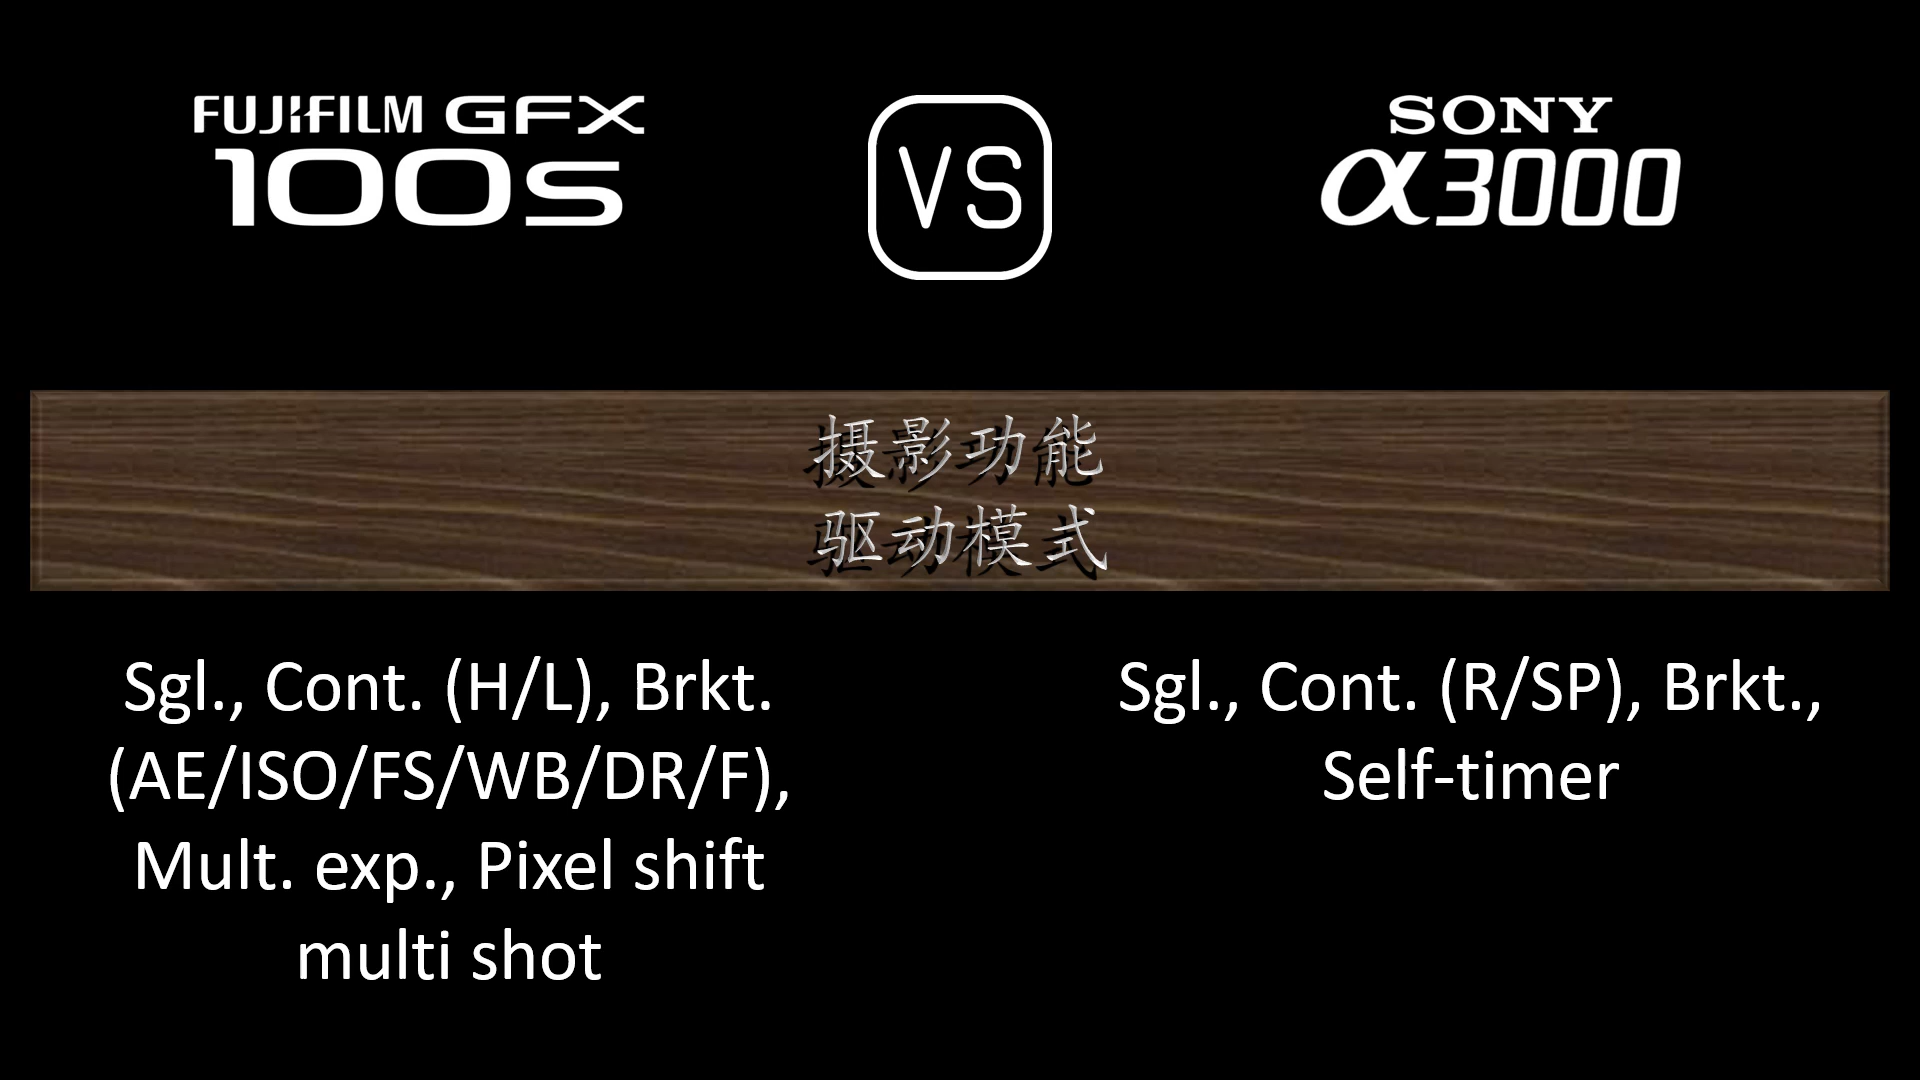 FUJIFILM GFX
100S
VS
SONY
α3000
摄影功能
驱动模式
Sgl., Cont. (H/L), Brkt.
(AE/ISO/FS/WB/DR/F),
Mult. exp., Pixel shift
multi shot
Sgl., Cont. (R/SP), Brkt.,
Self-timer